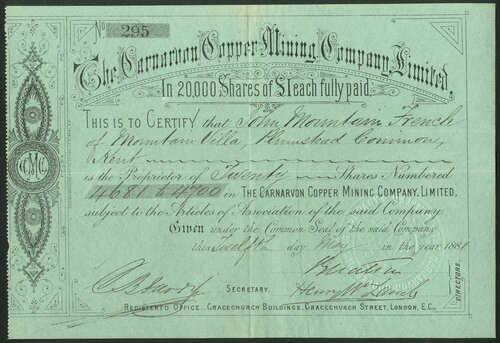 No 295
The Carnarvon Copper Mining Company, Limited.
In 20,000 Shares of $1 each fully paid.
THIS IS TO CERTIFY that John Mountain French
of Mountain Villa, Plumstead Common,
Kent
is the Proprietor of Twenty Shares Numbered
4681 to 4700 in THE CARNARVON COPPER MINING COMPANY, LIMITED,
subject to the Articles of Association of the said Company.
Given under the Common Seal of the said Company
this Twelfth day May in the year 1881
CMC
DIRECTORS.
SECRETARY.
REGISTERED OFFICE, GRACECHURCH BUILDINGS, GRACECHURCH STREET, LONDON, E.C.